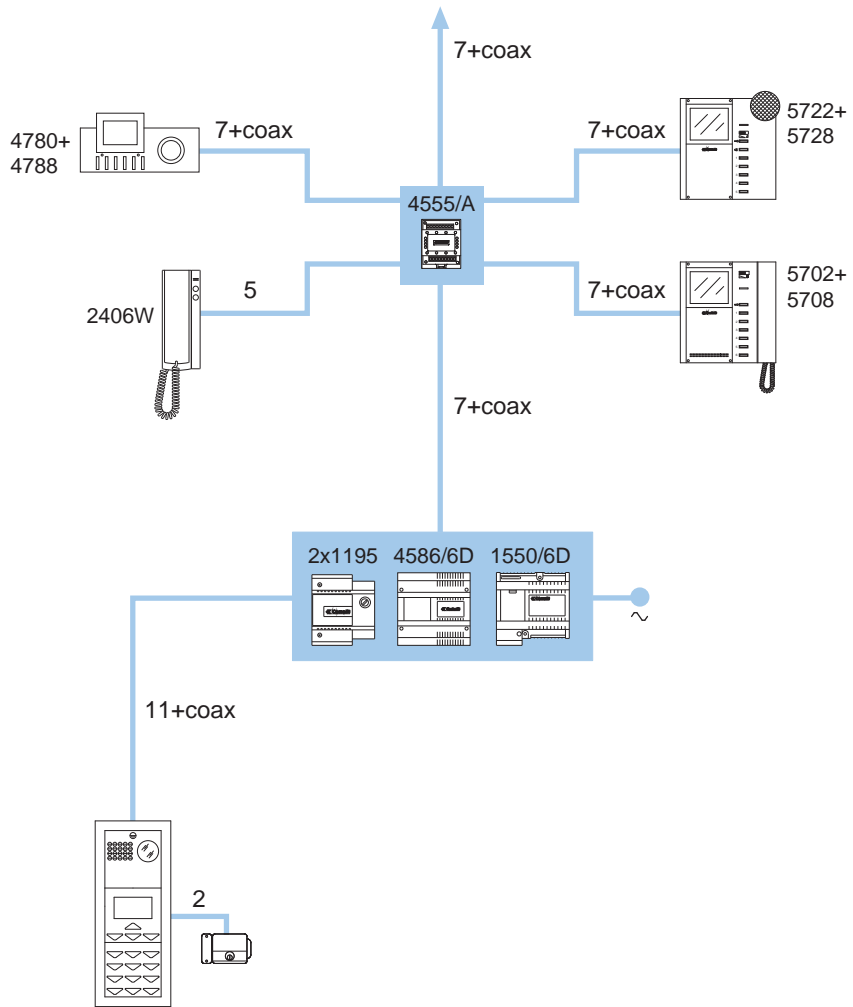 7+coax
4780+
4788
7+coax
7+coax
5722+
5728
4555/A
2406W
5
7+coax
5702+
5708
7+coax
2x1195
4586/6D
1550/6D
~
11+coax
2